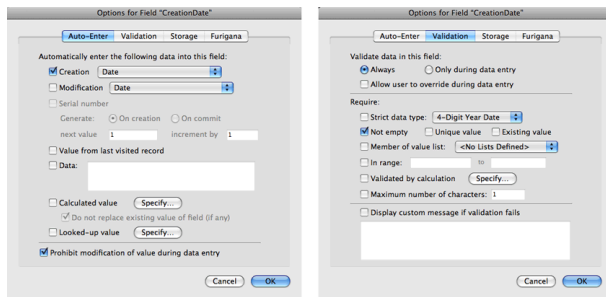 Options for Field "CreationDate"
Auto-Enter Validation Storage Furigana
Automatically enter the following data into this field:
Creation Date
Modification Date
Serial number
Generate: On creation On commit
next value 1 increment by 1
Value from last visited record
Data:
Calculated value Specify...
Do not replace existing value of field (if any)
Looked-up value Specify...
Prohibit modification of value during data entry
Cancel OK
Options for Field "CreationDate"
Auto-Enter Validation Storage Furigana
Validate data in this field:
Always Only during data entry
Allow user to override during data entry
Require:
Strict data type: 4-Digit Year Date
Not empty Unique value Existing value
Member of value list: <No Lists Defined>
In range: to
Validated by calculation Specify...
Maximum number of characters: 1
Display custom message if validation fails
Cancel OK